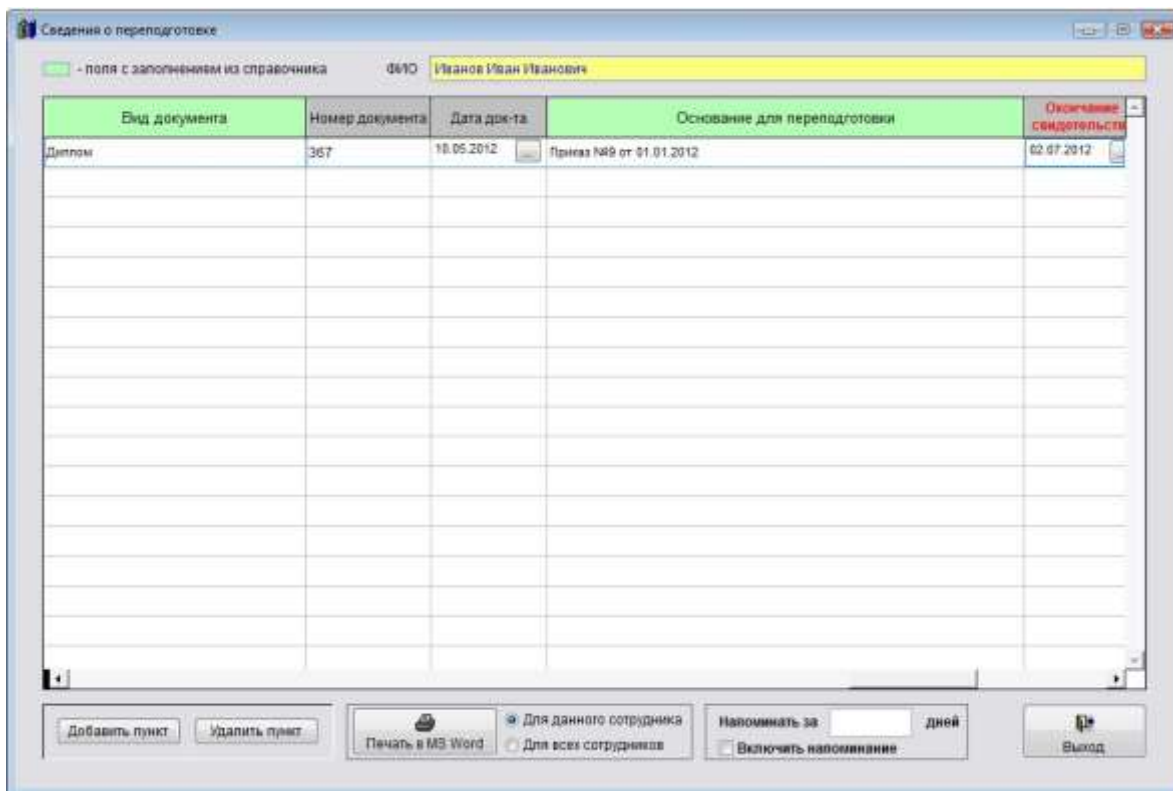 Сведения о переподготовке
- поля с заполнением из справочника ФИО Иванов Иван Иванович
Вид документа Номер документа Дата док-та Основание для переподготовки Окончание свидетельств
Диплом 367 10.05.2012 ... Приказ №9 от 01.01.2012 02.07.2012
Добавить пункт Удалить пункт Печать в MS Word Для данного сотрудника
Для всех сотрудников
Напоминать за дней
Включить напоминание
Выход